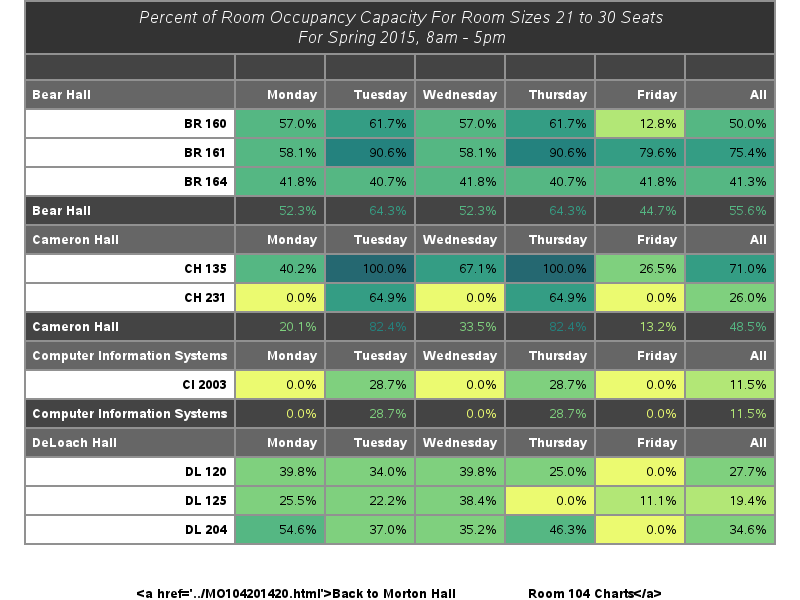 Percent of Room Occupancy Capacity For Room Sizes 21 to 30 Seats
For Spring 2015, 8am - 5pm
Bear Hall Monday Tuesday Wednesday Thursday Friday All
BR 160 57.0% 61.7% 57.0% 61.7% 12.8% 50.0%
BR 161 58.1% 90.6% 58.1% 90.6% 79.6% 75.4%
BR 164 41.8% 40.7% 41.8% 40.7% 41.8% 41.3%
Bear Hall 52.3% 64.3% 52.3% 64.3% 44.7% 55.6%
Cameron Hall Monday Tuesday Wednesday Thursday Friday All
CH 135 40.2% 100.0% 67.1% 100.0% 26.5% 71.0%
CH 231 0.0% 64.9% 0.0% 64.9% 0.0% 26.0%
Cameron Hall 20.1% 82.4% 33.5% 82.4% 13.2% 48.5%
Computer Information Systems Monday Tuesday Wednesday Thursday Friday All
CI 2003 0.0% 28.7% 0.0% 28.7% 0.0% 11.5%
Computer Information Systems 0.0% 28.7% 0.0% 28.7% 0.0% 11.5%
DeLoach Hall Monday Tuesday Wednesday Thursday Friday All
DL 120 39.8% 34.0% 39.8% 25.0% 0.0% 27.7%
DL 125 25.5% 22.2% 38.4% 0.0% 11.1% 19.4%
DL 204 54.6% 37.0% 35.2% 46.3% 0.0% 34.6%
<a href='../MO104201420.html'>Back to Morton Hall Room 104 Charts</a>